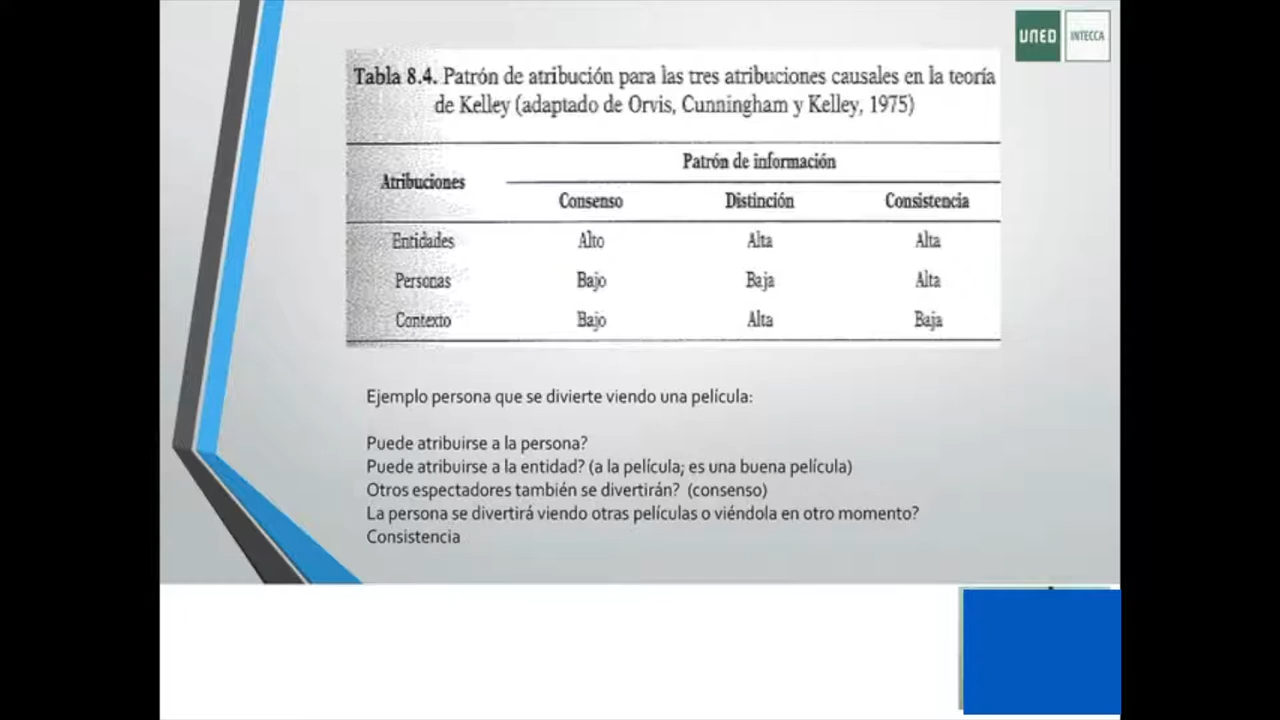 UNED
INTECCA
Tabla 8.4. Patrón de atribución para las tres atribuciones causales en la teoría
de Kelley (adaptado de Orvis, Cunningham y Kelley, 1975)
Patrón de información
Atribuciones
Consenso Distinción Consistencia
Entidades Alto Alta Alta
Personas Bajo Baja Alta
Contexto Bajo Alta Baja
Ejemplo persona que se divierte viendo una película:
Puede atribuirse a la persona?
Puede atribuirse a la entidad? (a la película; es una buena película)
Otros espectadores también se divertirán? (consenso)
La persona se divertirá viendo otras películas o viéndola en otro momento?
Consistencia